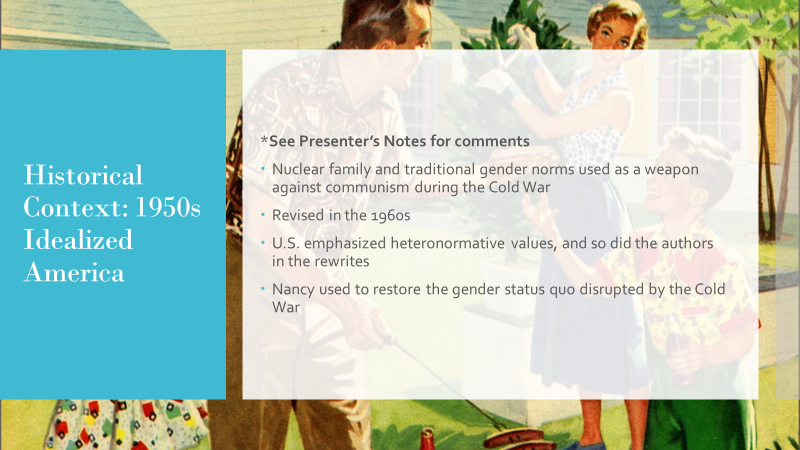 Historical
Context: 1950s
Idealized
America
*See Presenter's Notes for comments
• Nuclear family and traditional gender norms used as a weapon
against communism during the Cold War
• Revised in the 1960s
• U.S. emphasized heteronormative values, and so did the authors
in the rewrites
• Nancy used to restore the gender status quo disrupted by the Cold
War